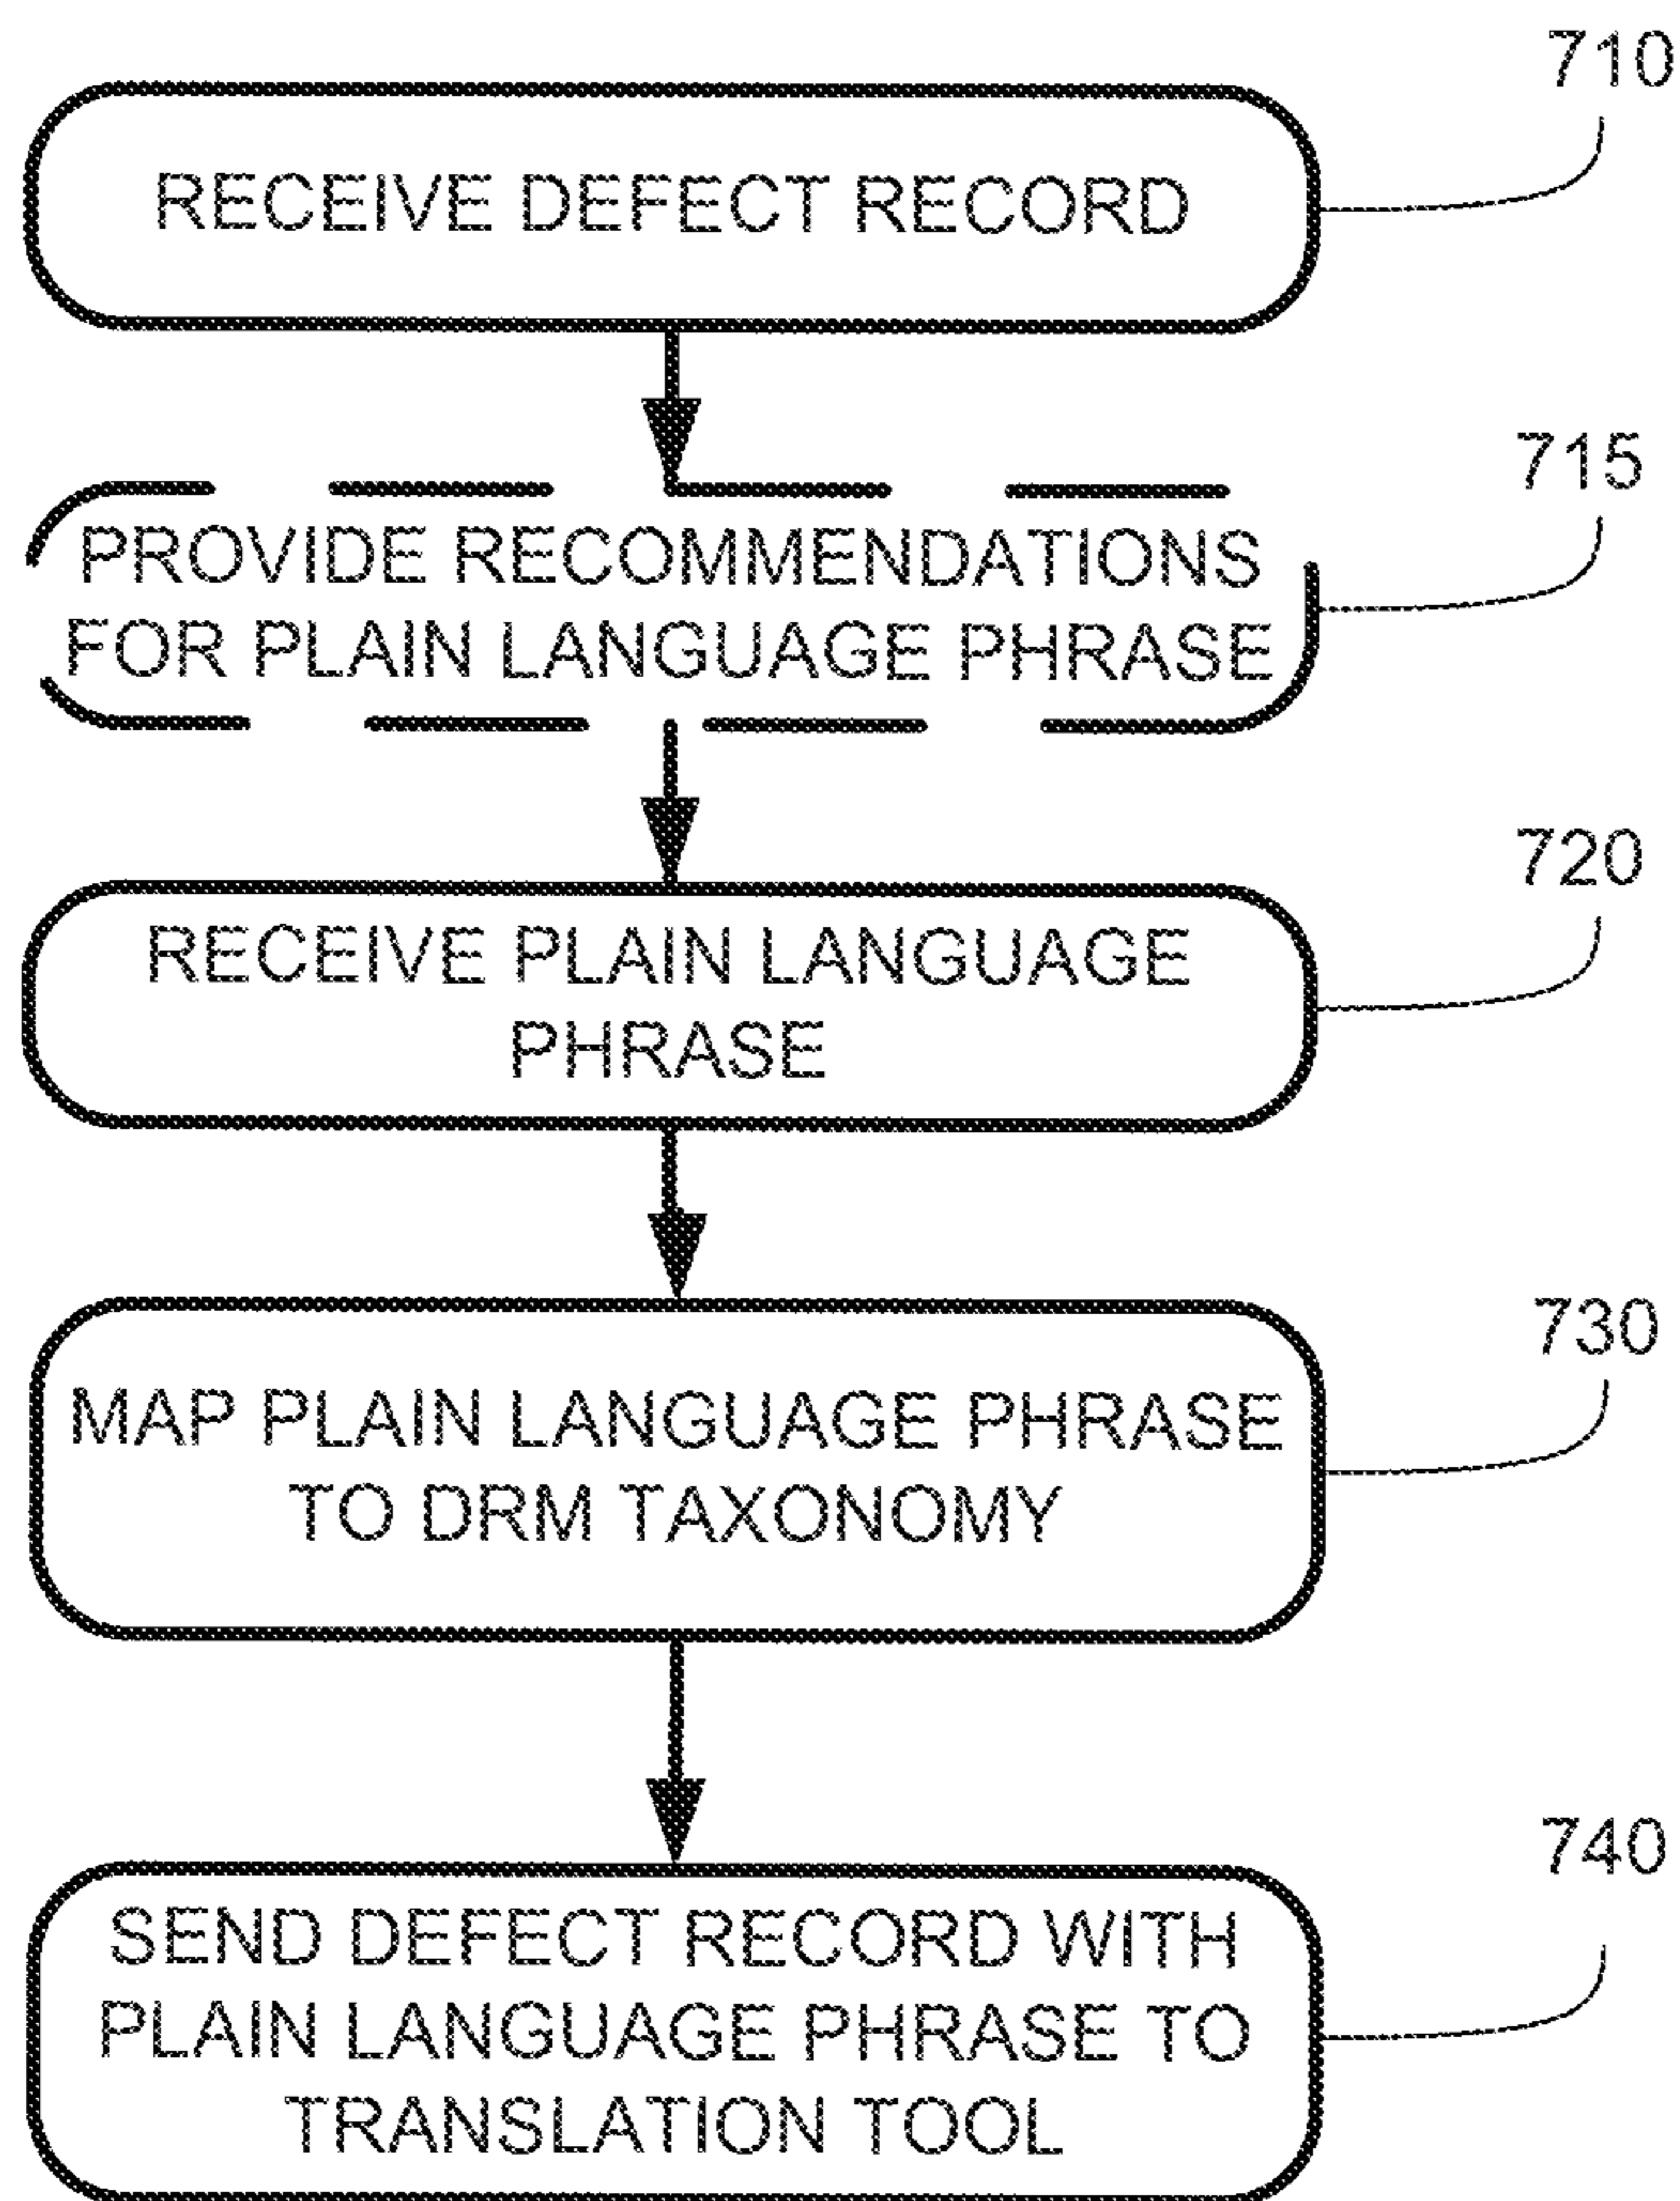 710
RECEIVE DEFECT RECORD
715
PROVIDE RECOMMENDATIONS
FOR PLAIN LANGUAGE PHRASE
720
RECEIVE PLAIN LANGUAGE
PHRASE
730
MAP PLAIN LANGUAGE PHRASE
TO DRM TAXONOMY
740
SEND DEFECT RECORD WITH
PLAIN LANGUAGE PHRASE TO
TRANSLATION TOOL